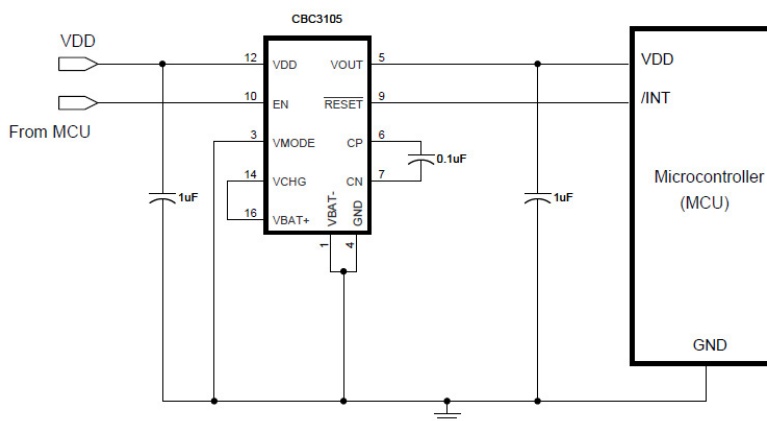 CBC3105
VDD
12
VDD
VOUT
5
VDD
10
EN
RESET
9
/INT
From MCU
3
VMODE
CP
6
0.1uF
14
VCHG
CN
7
Microcontroller
(MCU)
1uF
16
VBAT+
VBAT-
GND
1uF
1
4
GND